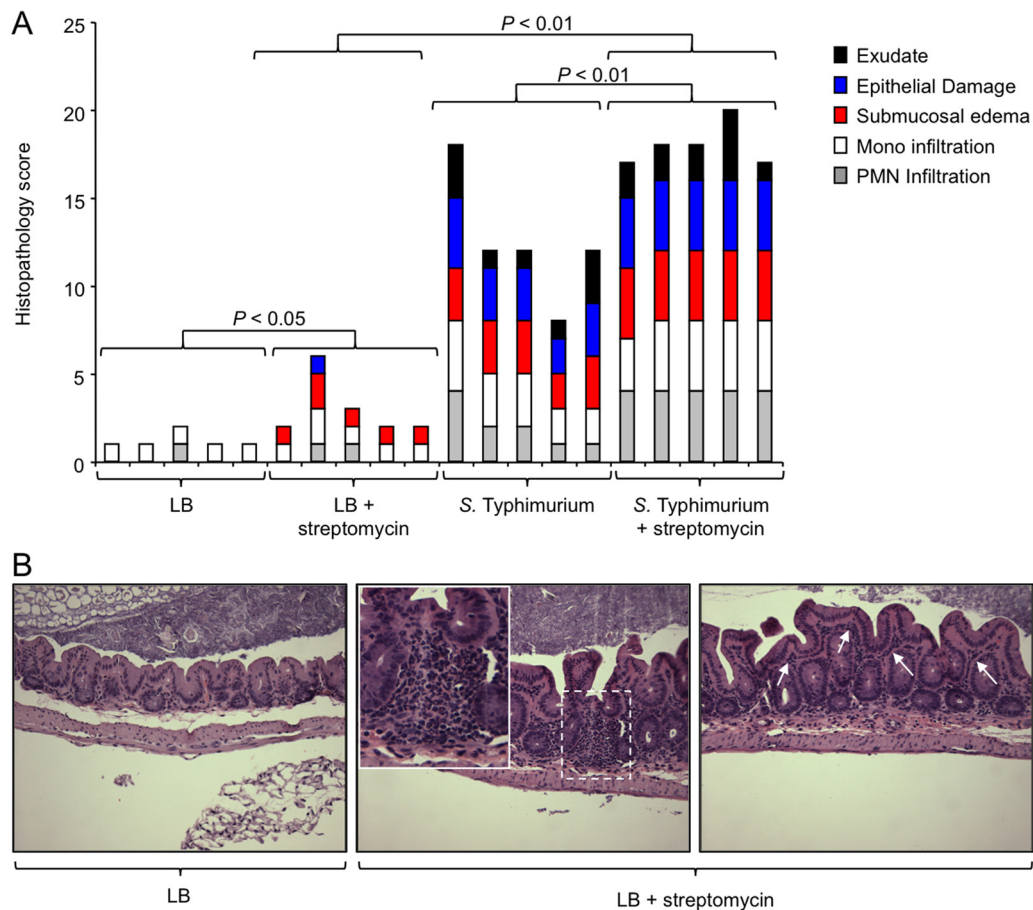 A
25
20
15
10
5
0
Histopathology score
P < 0.01
P < 0.01
P < 0.05
Exudate
Epithelial Damage
Submucosal edema
Mono infiltration
PMN Infiltration
LB
LB +
streptomycin
S. Typhimurium
S. Typhimurium
+ streptomycin
B
LB
LB + streptomycin